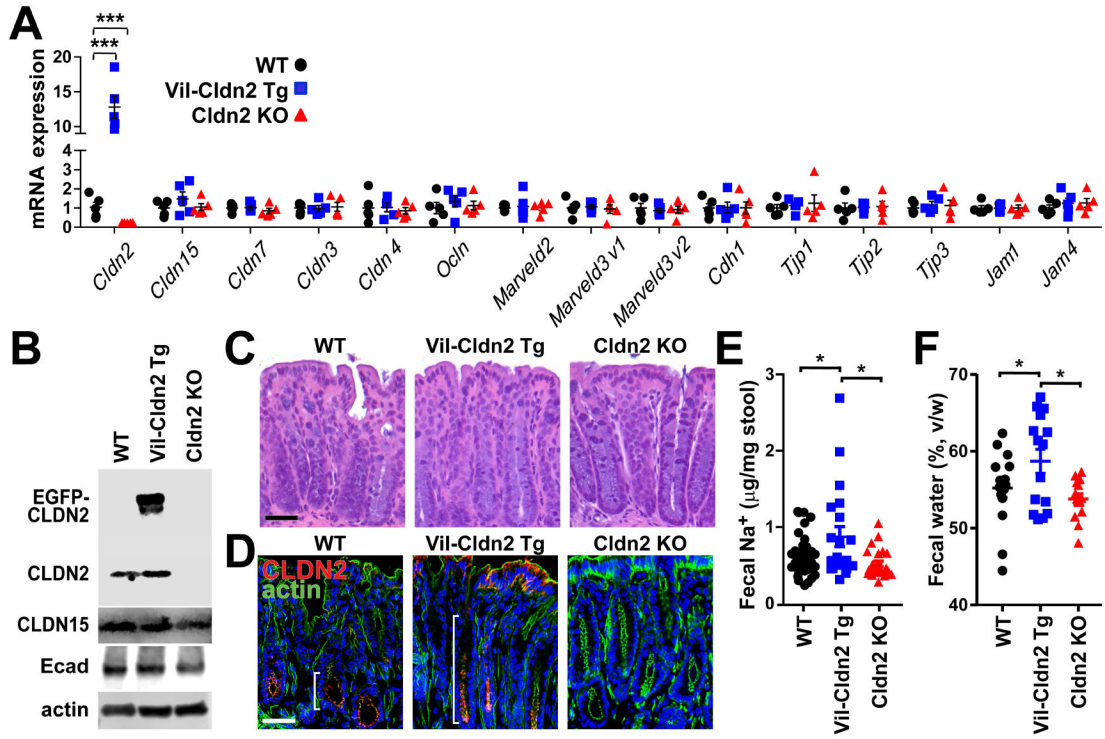 A
***
***
mRNA expression
20
15
10
4
3
2
1
0
WT
Vil-Cldn2 Tg
Cldn2 KO
Cldn2
Cldn15
Cldn7
Cldn3
Cldn 4
Ocln
Marveld2
Marveld3 v1
Marveld3 v2
Cdh1
Tjp1
Tjp2
Tjp3
Jam1
Jam4
B
WT
Vil-Cldn2 Tg
Cldn2 KO
EGFP-
CLDN2
CLDN2
CLDN15
Ecad
actin
C
WT
Vil-Cldn2 Tg
Cldn2 KO
D
WT
Vil-Cldn2 Tg
Cldn2 KO
CLDN2
actin
E
Fecal Na⁺ (μg/mg stool)
3
2
1
0
*
*
WT
Vil-Cldn2 Tg
Cldn2 KO
F
Fecal water (%, v/w)
70
60
50
40
*
*
WT
Vil-Cldn2 Tg
Cldn2 KO